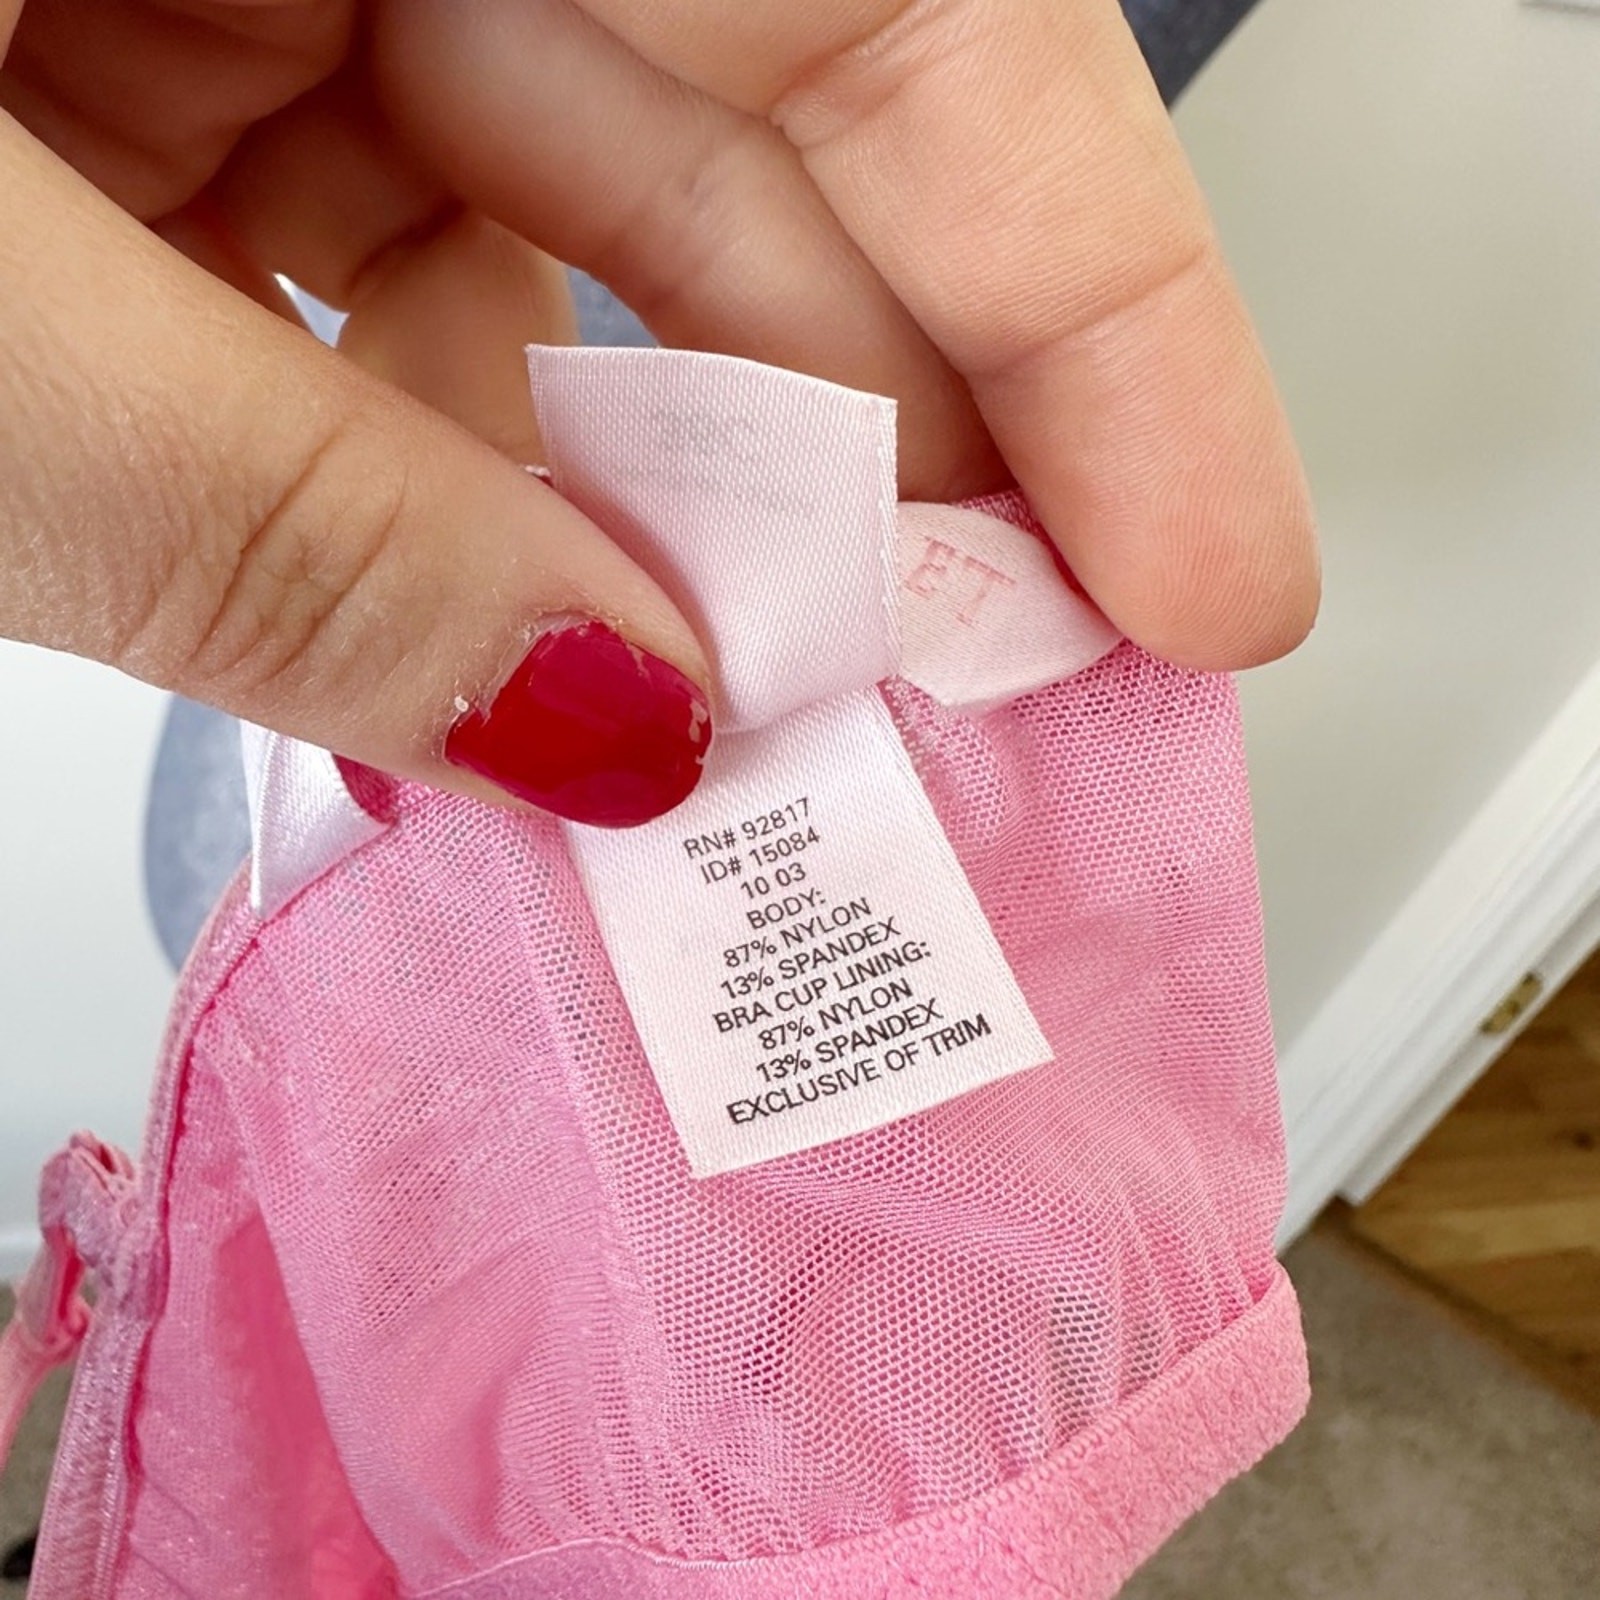 ET
RN# 92817
ID# 15084
10 03
BODY:
87% NYLON
13% SPANDEX
BRA CUP LINING:
87% NYLON
13% SPANDEX
EXCLUSIVE OF TRIM